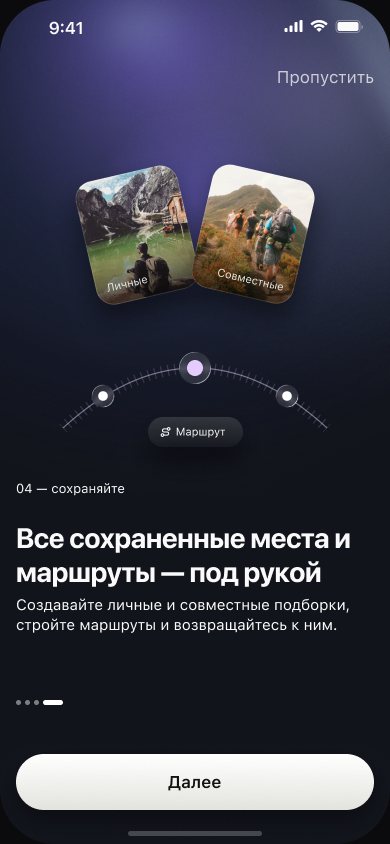 9:41
Пропустить
Личные
Совместные
Маршрут
04 — сохраняйте
Все сохраненные места и
маршруты — под рукой
Создавайте личные и совместные подборки,
стройте маршруты и возвращайтесь к ним.
Далее